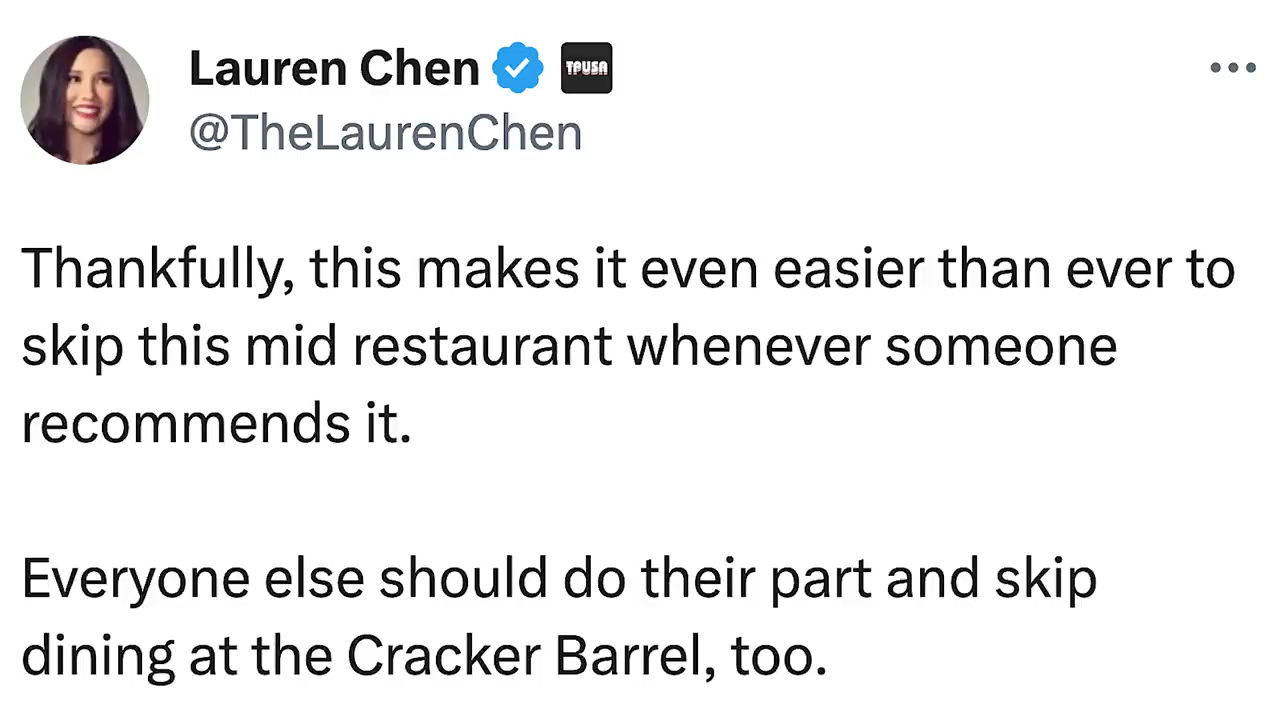 Lauren Chen TPUSA
@TheLaurenChen
Thankfully, this makes it even easier than ever to
skip this mid restaurant whenever someone
recommends it.
Everyone else should do their part and skip
dining at the Cracker Barrel, too.